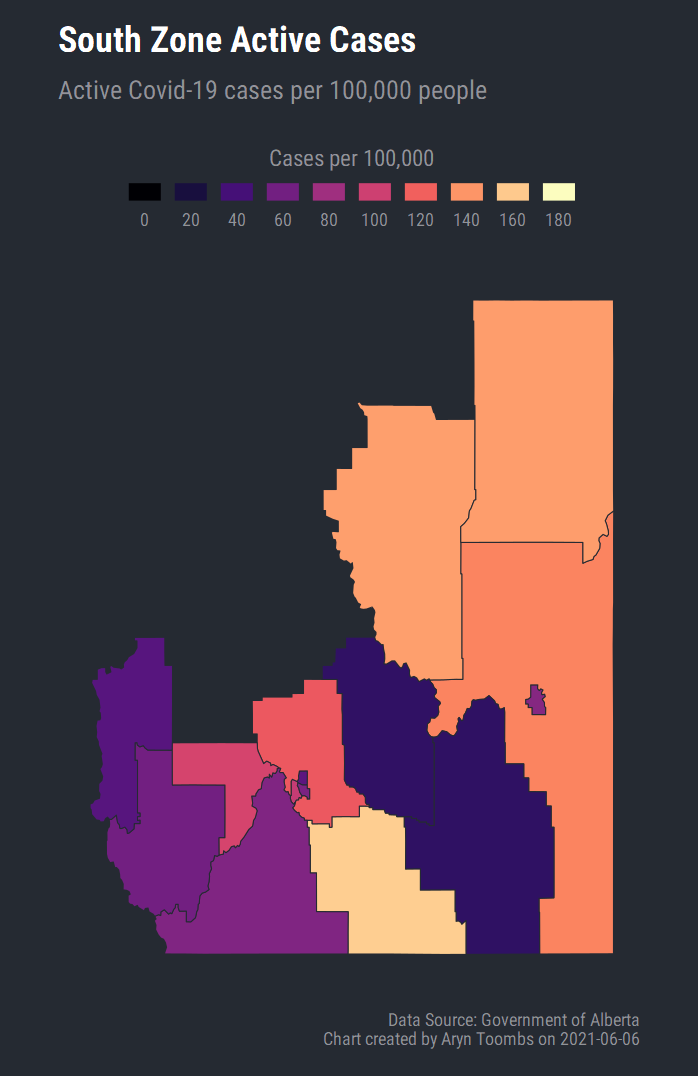 South Zone Active Cases
Active Covid-19 cases per 100,000 people
Cases per 100,000
0 20 40 60 80 100 120 140 160 180
Data Source: Government of Alberta
Chart created by Aryn Toombs on 2021-06-06